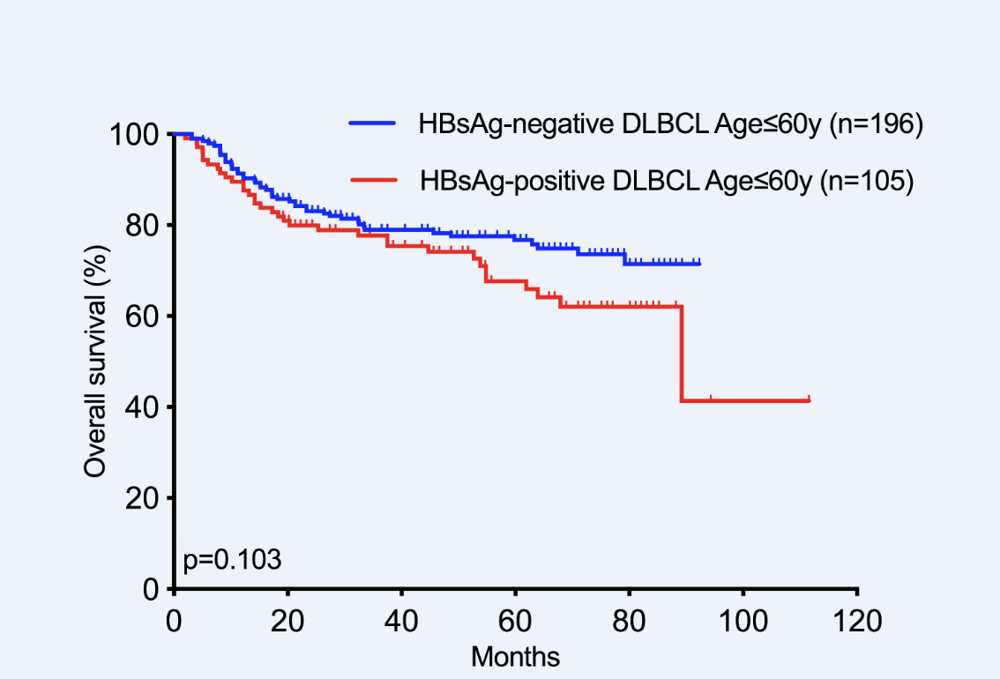 HBsAg-negative DLBCL Age≤60y (n=196)
HBsAg-positive DLBCL Age≤60y (n=105)
100
80
60
40
20
0
Overall survival (%)
p=0.103
0 20 40 60 80 100 120
Months